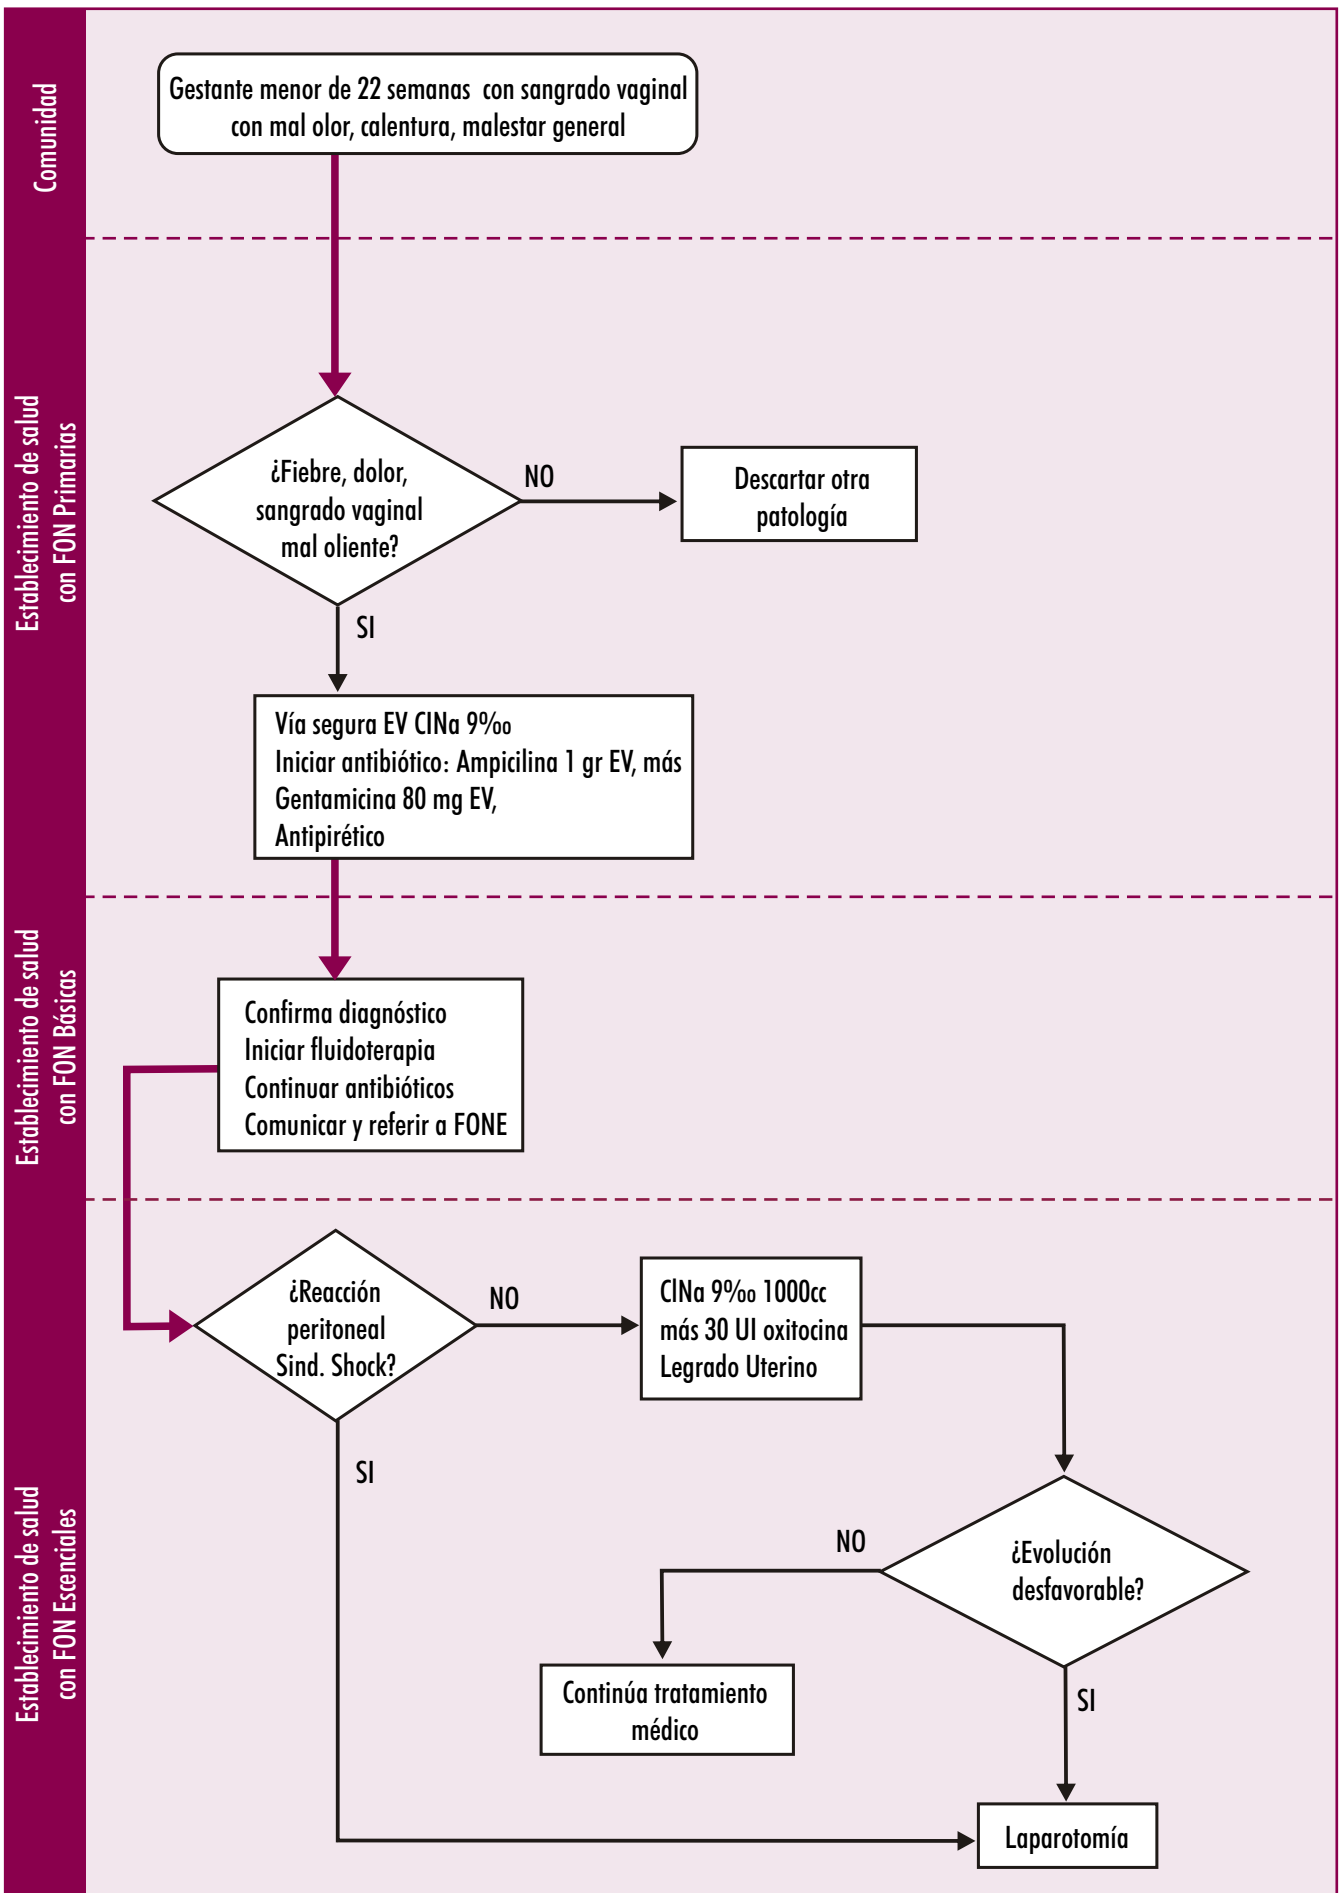 Comunidad
Gestante menor de 22 semanas con sangrado vaginal
con mal olor, calentura, malestar general
Establecimiento de salud
con FON Primarias
¿Fiebre, dolor,
sangrado vaginal
mal oliente?
NO
Descartar otra
patología
SI
Vía segura EV ClNa 9‰
Iniciar antibiótico: Ampicilina 1 gr EV, más
Gentamicina 80 mg EV,
Antipirético
Establecimiento de salud
con FON Básicas
Confirma diagnóstico
Iniciar fluidoterapia
Continuar antibióticos
Comunicar y referir a FONE
Establecimiento de salud
con FON Escenciales
¿Reacción
peritoneal
Sind. Shock?
NO
ClNa 9‰ 1000cc
más 30 UI oxitocina
Legrado Uterino
SI
¿Evolución
desfavorable?
NO
Continúa tratamiento
médico
SI
Laparotomía